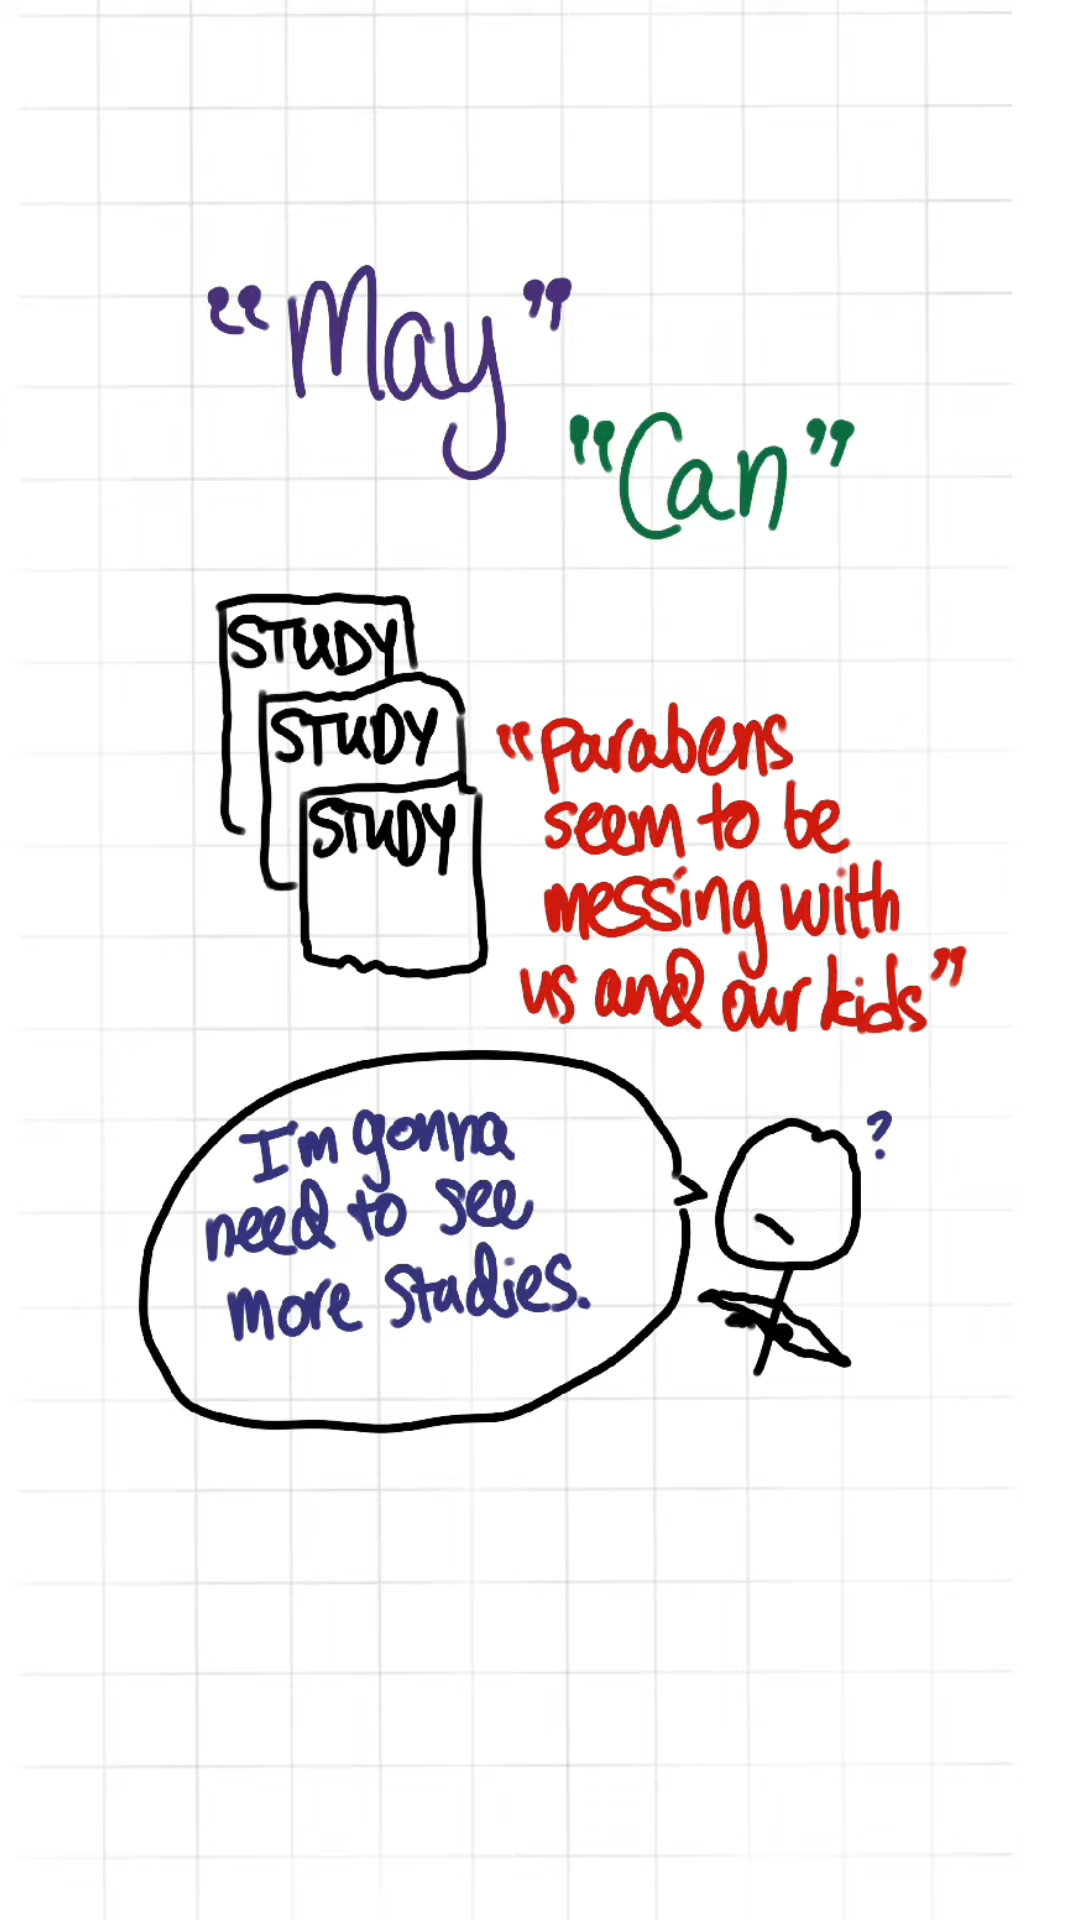 "May"
"Can"
STUDY
STUDY
STUDY
"parabens
seem to be
messing with
us and our kids"
I'm gonna
need to see
more studies.
?